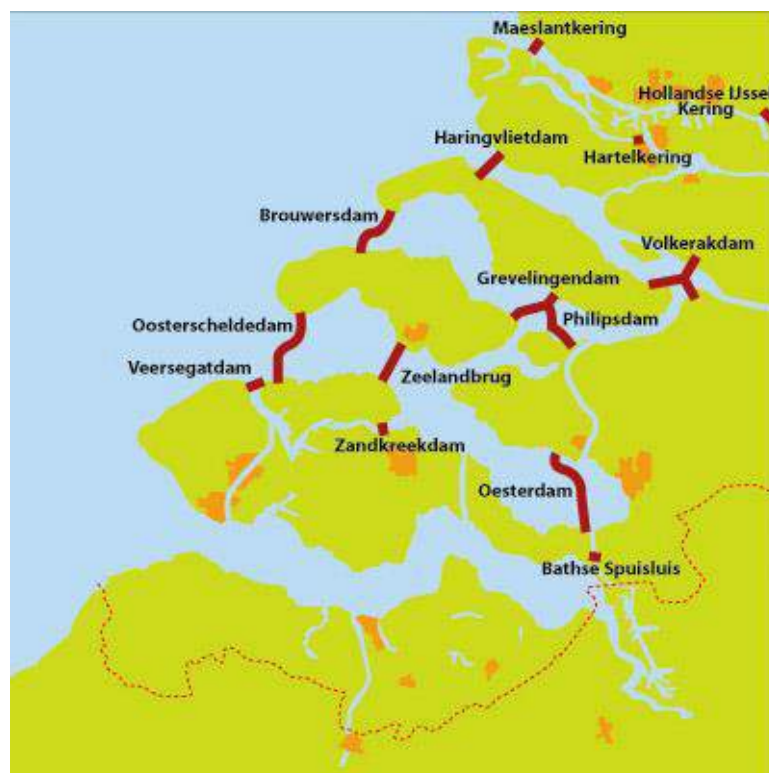 Maeslantkering
Hollandse IJsse
Kering
Haringvlietdam
Hartelkering
Brouwersdam
Volkerakdam
Grevelingendam
Oosterscheldedam
Philipsdam
Veersegatdam
Zeelandbrug
Zandkreekdam
Oesterdam
Bathse Spuisluis